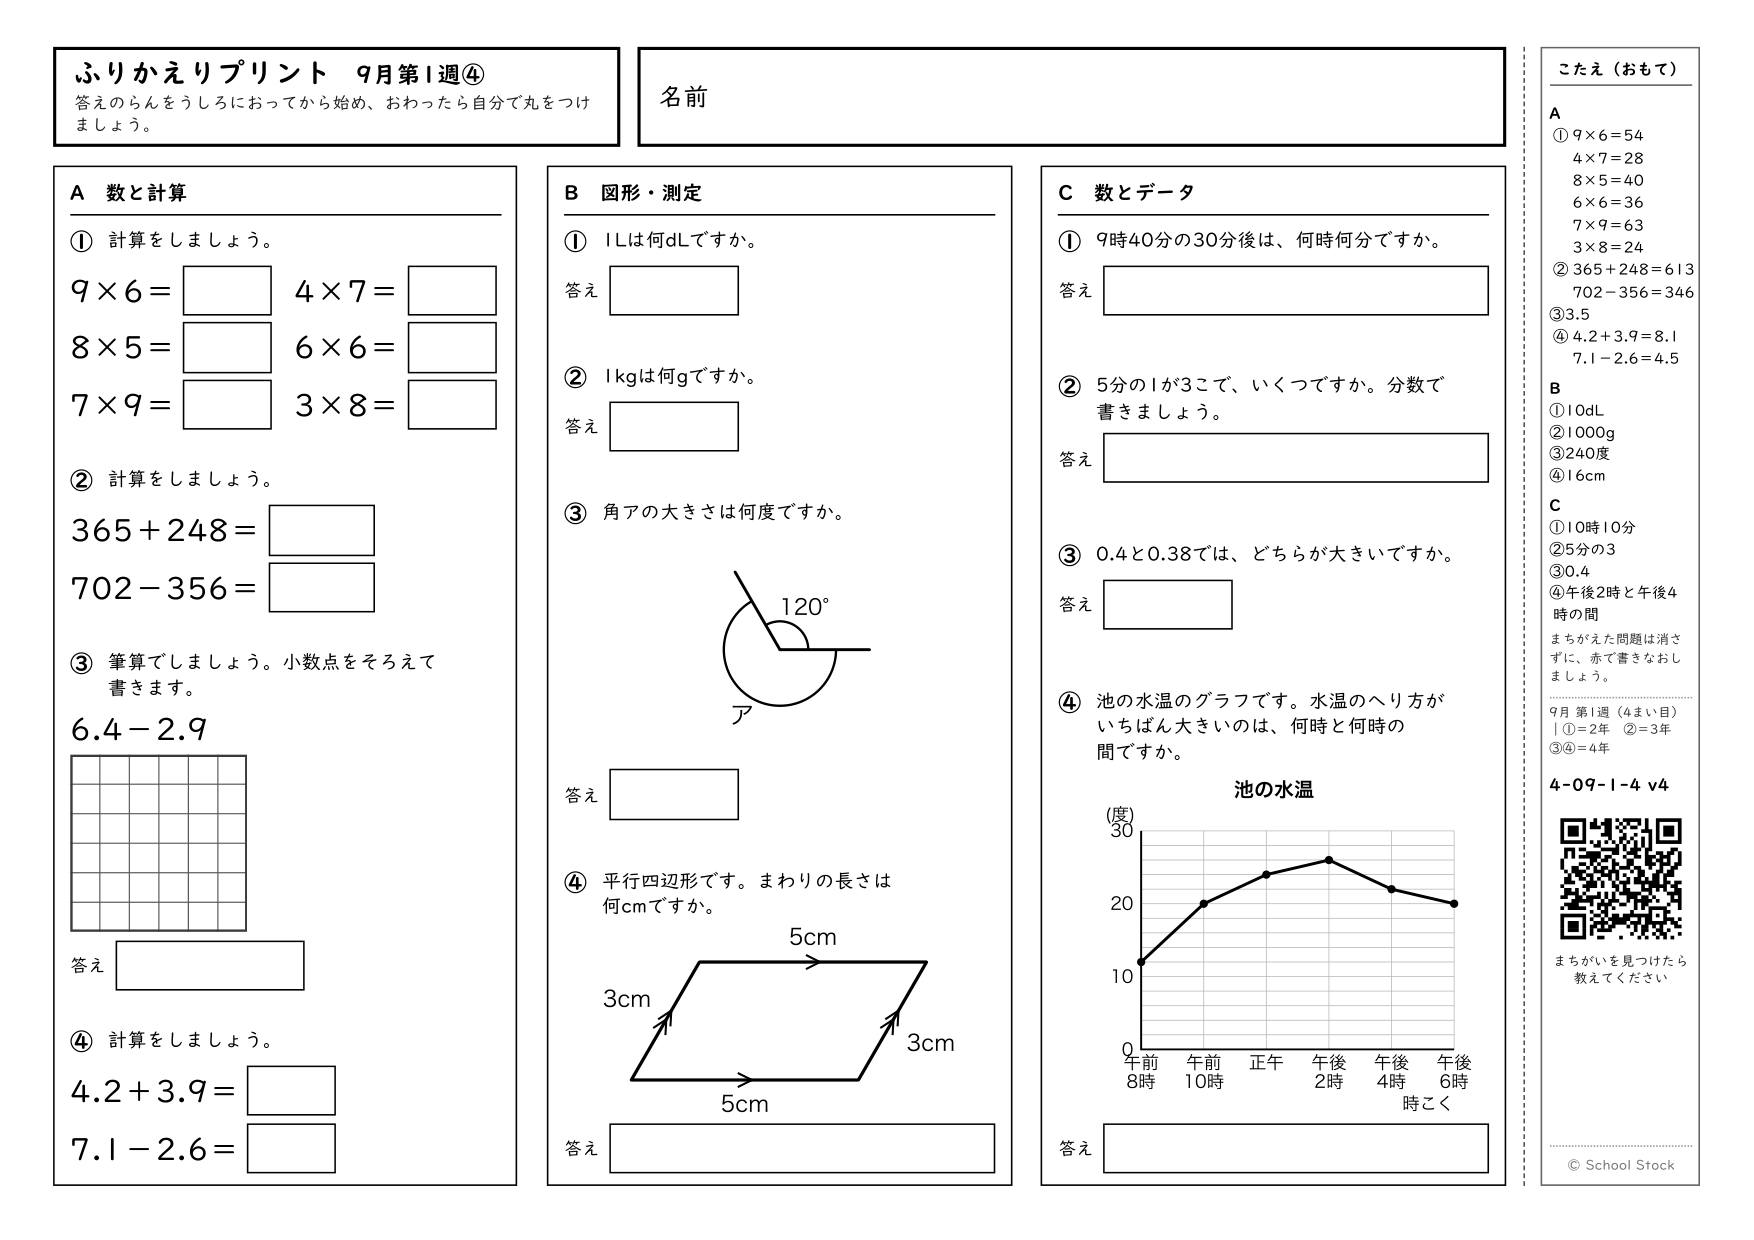 ふりかえりプリント　9月第1週④
答えのらんをうしろにおってから始め、おわったら自分で丸をつけ
ましょう。
名前
A　数と計算
① 計算をしましょう。
9×6＝　4×7＝
8×5＝　6×6＝
7×9＝　3×8＝
② 計算をしましょう。
365＋248＝
702－356＝
③ 筆算でしましょう。小数点をそろえて
書きます。
6.4－2.9
答え
④ 計算をしましょう。
4.2＋3.9＝
7.1－2.6＝
B　図形・測定
① 1Lは何dLですか。
答え
② 1kgは何gですか。
答え
③ 角アの大きさは何度ですか。
120°
ア
答え
④ 平行四辺形です。まわりの長さは
何cmですか。
5cm
3cm
3cm
5cm
答え
C　数とデータ
① 9時40分の30分後は、何時何分ですか。
答え
② 5分の1が3こで、いくつですか。分数で
書きましょう。
答え
③ 0.4と0.38では、どちらが大きいですか。
答え
④ 池の水温のグラフです。水温のへり方が
いちばん大きいのは、何時と何時の
間ですか。
池の水温
(度)
30
20
10
0
午前 午前 正午 午後 午後 午後
8時 10時 2時 4時 6時
時こく
答え
こたえ（おもて）
A
① 9×6＝54
4×7＝28
8×5＝40
6×6＝36
7×9＝63
3×8＝24
② 365＋248＝613
702－356＝346
③3.5
④ 4.2＋3.9＝8.1
7.1－2.6＝4.5
B
①10dL
②1000g
③240度
④16cm
C
①10時10分
②5分の3
③0.4
④午後2時と午後4
時の間
まちがえた問題は消さ
ずに、赤で書きなおし
ましょう。
9月 第1週（4まい目）
｜①＝2年　②＝3年
③④＝4年
4-09-1-4 v4
まちがいを見つけたら
教えてください
© School Stock